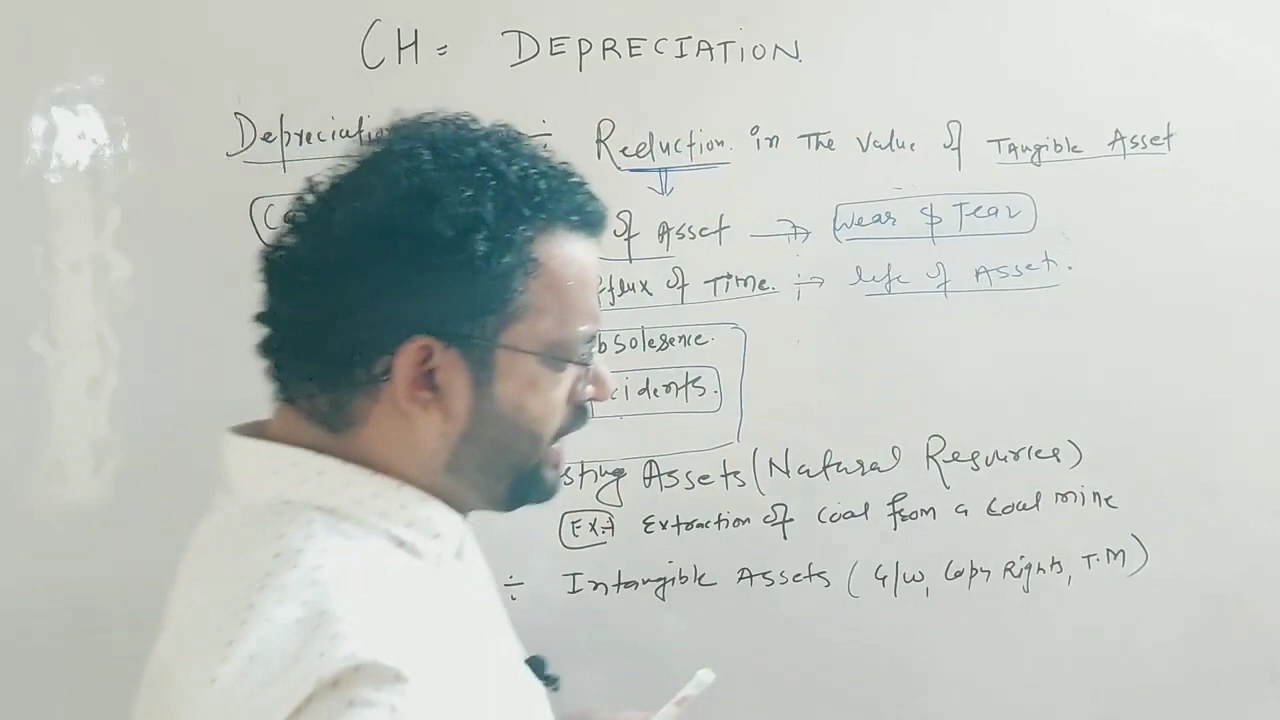 CH= DEPRECIATION
Depreciation ÷ Reduction in The Value of Tangible Asset
of Asset → Wear & Tear
fflux of Time. → life of Asset.
bsolesence.
cidents.
sting Assets (Natural Resources)
Ex:→ Extraction of coal from a coal mine
÷ Intangible Assets (G/W, Copy Rights, T.M)